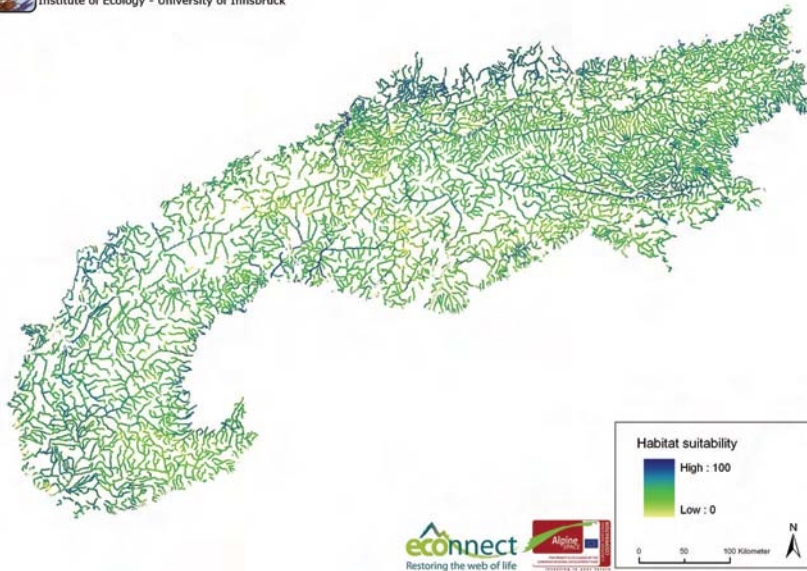 Institute of Ecology - University of Innsbruck
Habitat suitability
High : 100
Low : 0
0 50 100 Kilometer
N
econnect
Restoring the web of life
Alpine
SPACE